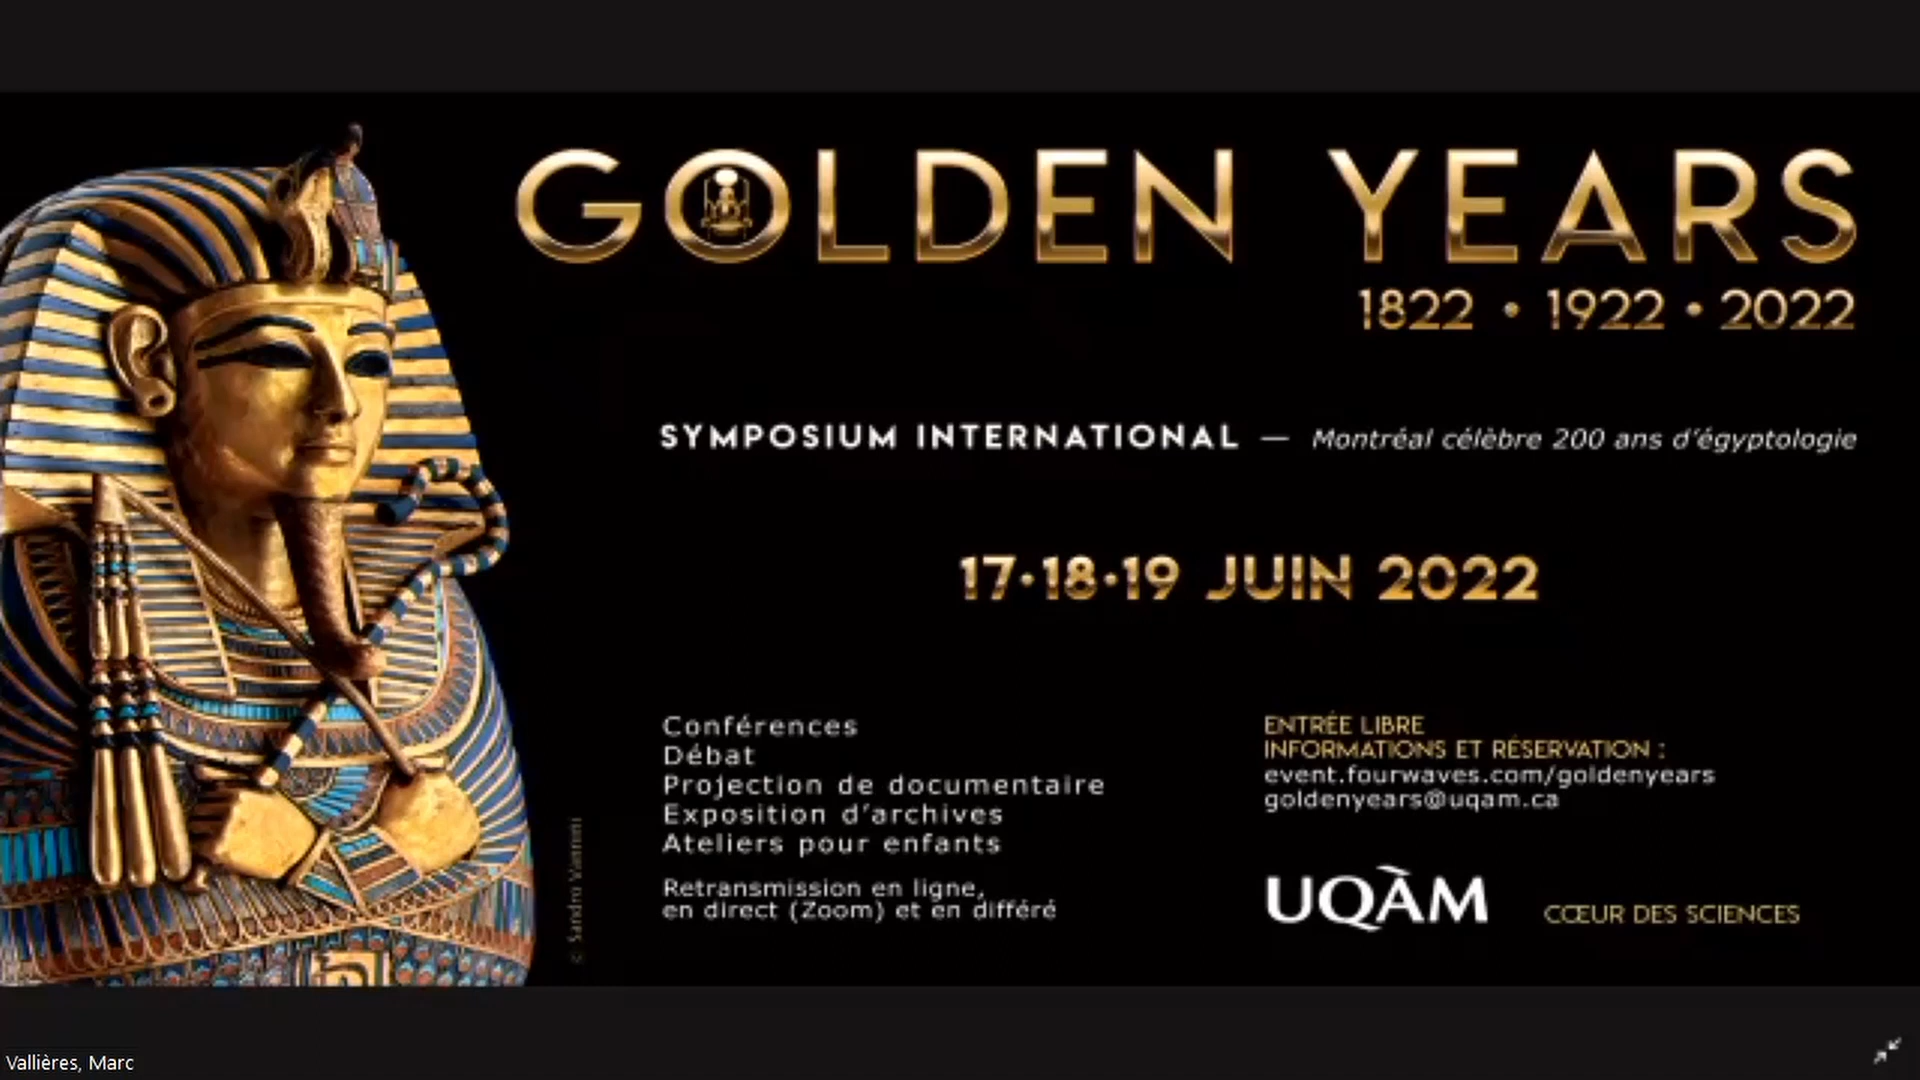 GOLDEN YEARS
1822 • 1922 • 2022
SYMPOSIUM INTERNATIONAL — Montréal célèbre 200 ans d'égyptologie
17•18•19 JUIN 2022
Conférences
Débat
Projection de documentaire
Exposition d'archives
Ateliers pour enfants
Retransmission en ligne,
en direct (Zoom) et en différé
ENTRÉE LIBRE
INFORMATIONS ET RÉSERVATION :
event.fourwaves.com/goldenyears
goldenyears@uqam.ca
UQÀM CŒUR DES SCIENCES
© Sandro Vannini
Vallières, Marc